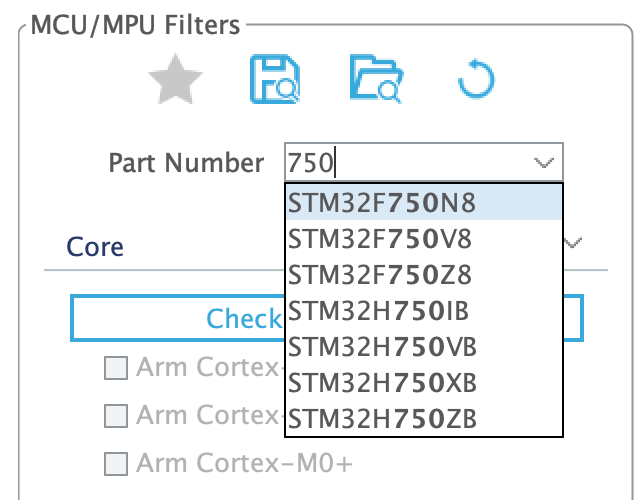 MCU/MPU Filters
Part Number 750
STM32F750N8
STM32F750V8
STM32F750Z8
STM32H750IB
STM32H750VB
STM32H750XB
STM32H750ZB
Core
Check
Arm Cortex-
Arm Cortex-
Arm Cortex-M0+